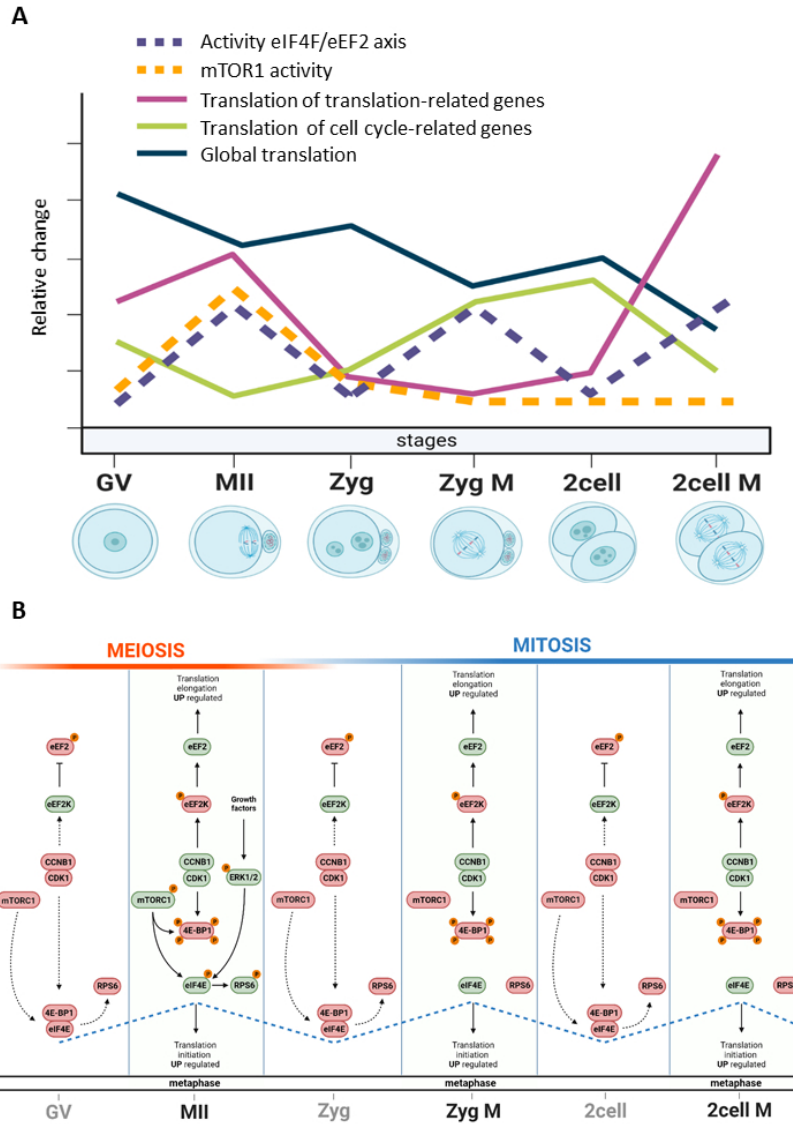 A
Activity eIF4F/eEF2 axis
mTOR1 activity
Translation of translation-related genes
Translation of cell cycle-related genes
Global translation
Relative change
stages
GV MII Zyg Zyg M 2cell 2cell M
B
MEIOSIS MITOSIS
Translation Translation Translation
elongation elongation elongation
UP regulated UP regulated UP regulated
P P P
eEF2 eEF2 eEF2 eEF2 eEF2 eEF2
P Growth P P
eEF2K eEF2K factors eEF2K eEF2K eEF2K eEF2K
CCNB1 CCNB1 CCNB1 CCNB1 CCNB1 CCNB1
CDK1 CDK1 P ERK1/2 CDK1 CDK1 CDK1 CDK1
mTORC1 mTORC1 P mTORC1 mTORC1 mTORC1 mTORC1
P P P P P P
4E-BP1 4E-BP1 4E-BP1
P P P P P P
P P
RPS6 eIF4E RPS6 RPS6 eIF4E RPS6 RPS6 eIF4E RPS
4E-BP1 4E-BP1 4E-BP1
eIF4E eIF4E eIF4E
Translation Translation Translation
initiation initiation initiation
UP regulated UP regulated UP regulated
metaphase metaphase metaphase
GV MII Zyg Zyg M 2cell 2cell M